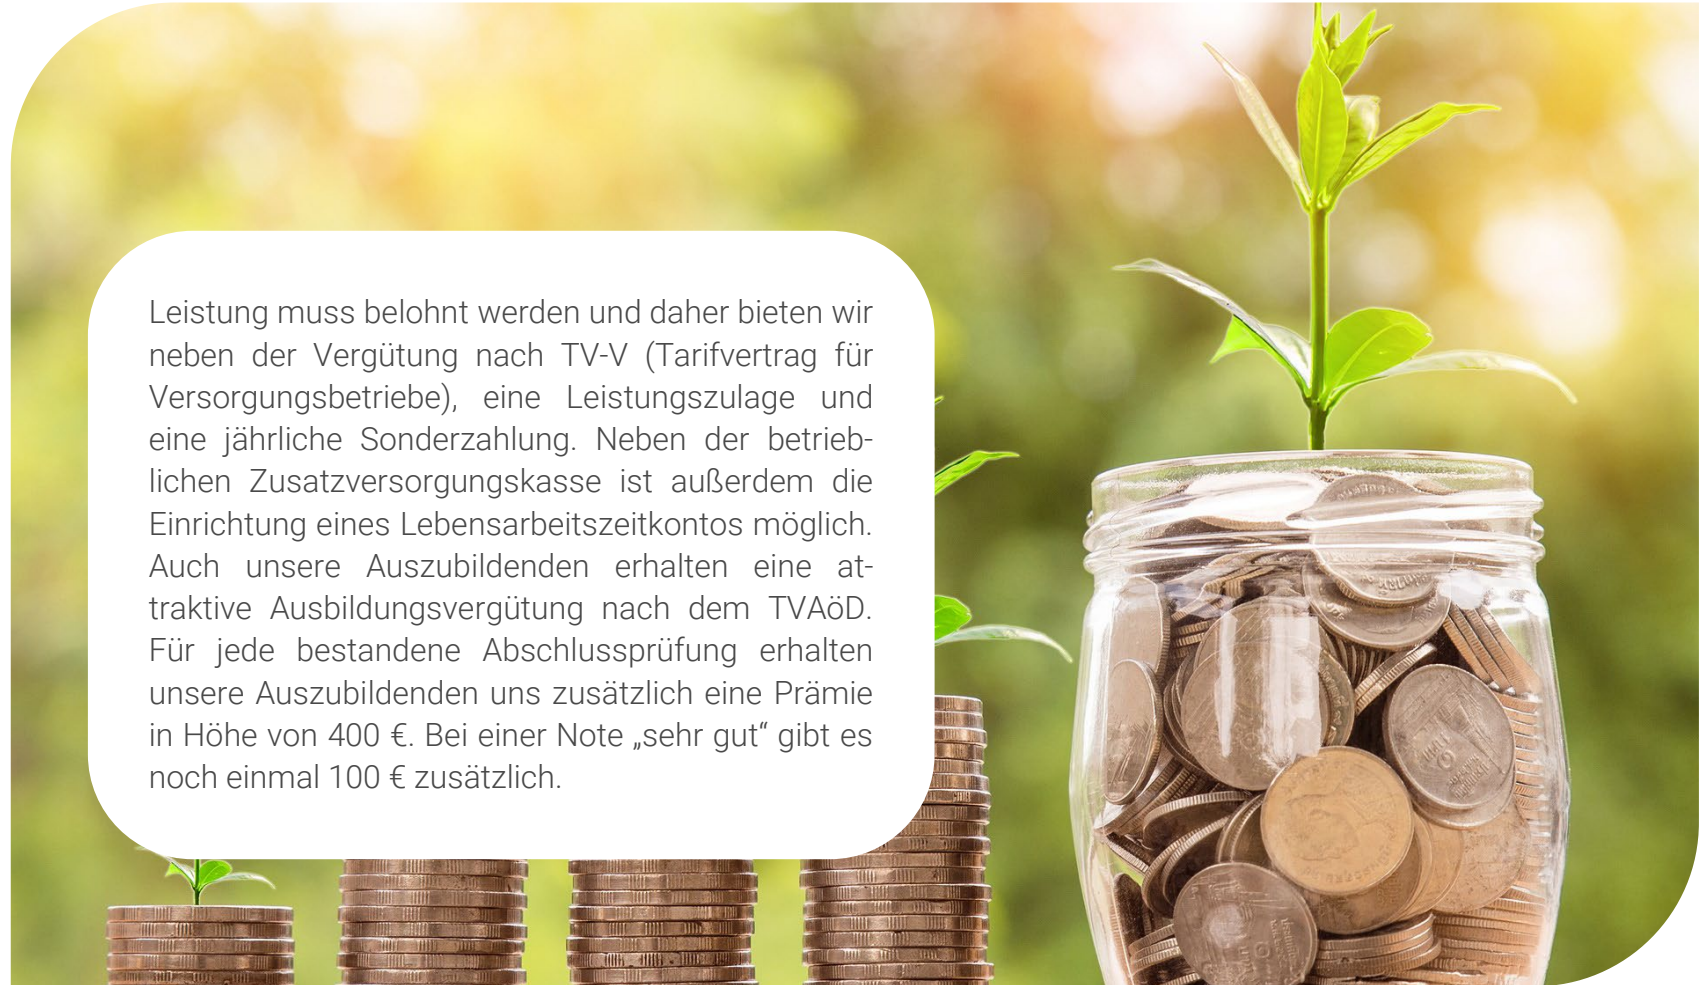 Leistung muss belohnt werden und daher bieten wir
neben der Vergütung nach TV-V (Tarifvertrag für
Versorgungsbetriebe), eine Leistungszulage und
eine jährliche Sonderzahlung. Neben der betrieb-
lichen Zusatzversorgungskasse ist außerdem die
Einrichtung eines Lebensarbeitszeitkontos möglich.
Auch unsere Auszubildenden erhalten eine at-
traktive Ausbildungsvergütung nach dem TVAöD.
Für jede bestandene Abschlussprüfung erhalten
unsere Auszubildenden uns zusätzlich eine Prämie
in Höhe von 400 €. Bei einer Note „sehr gut“ gibt es
noch einmal 100 € zusätzlich.